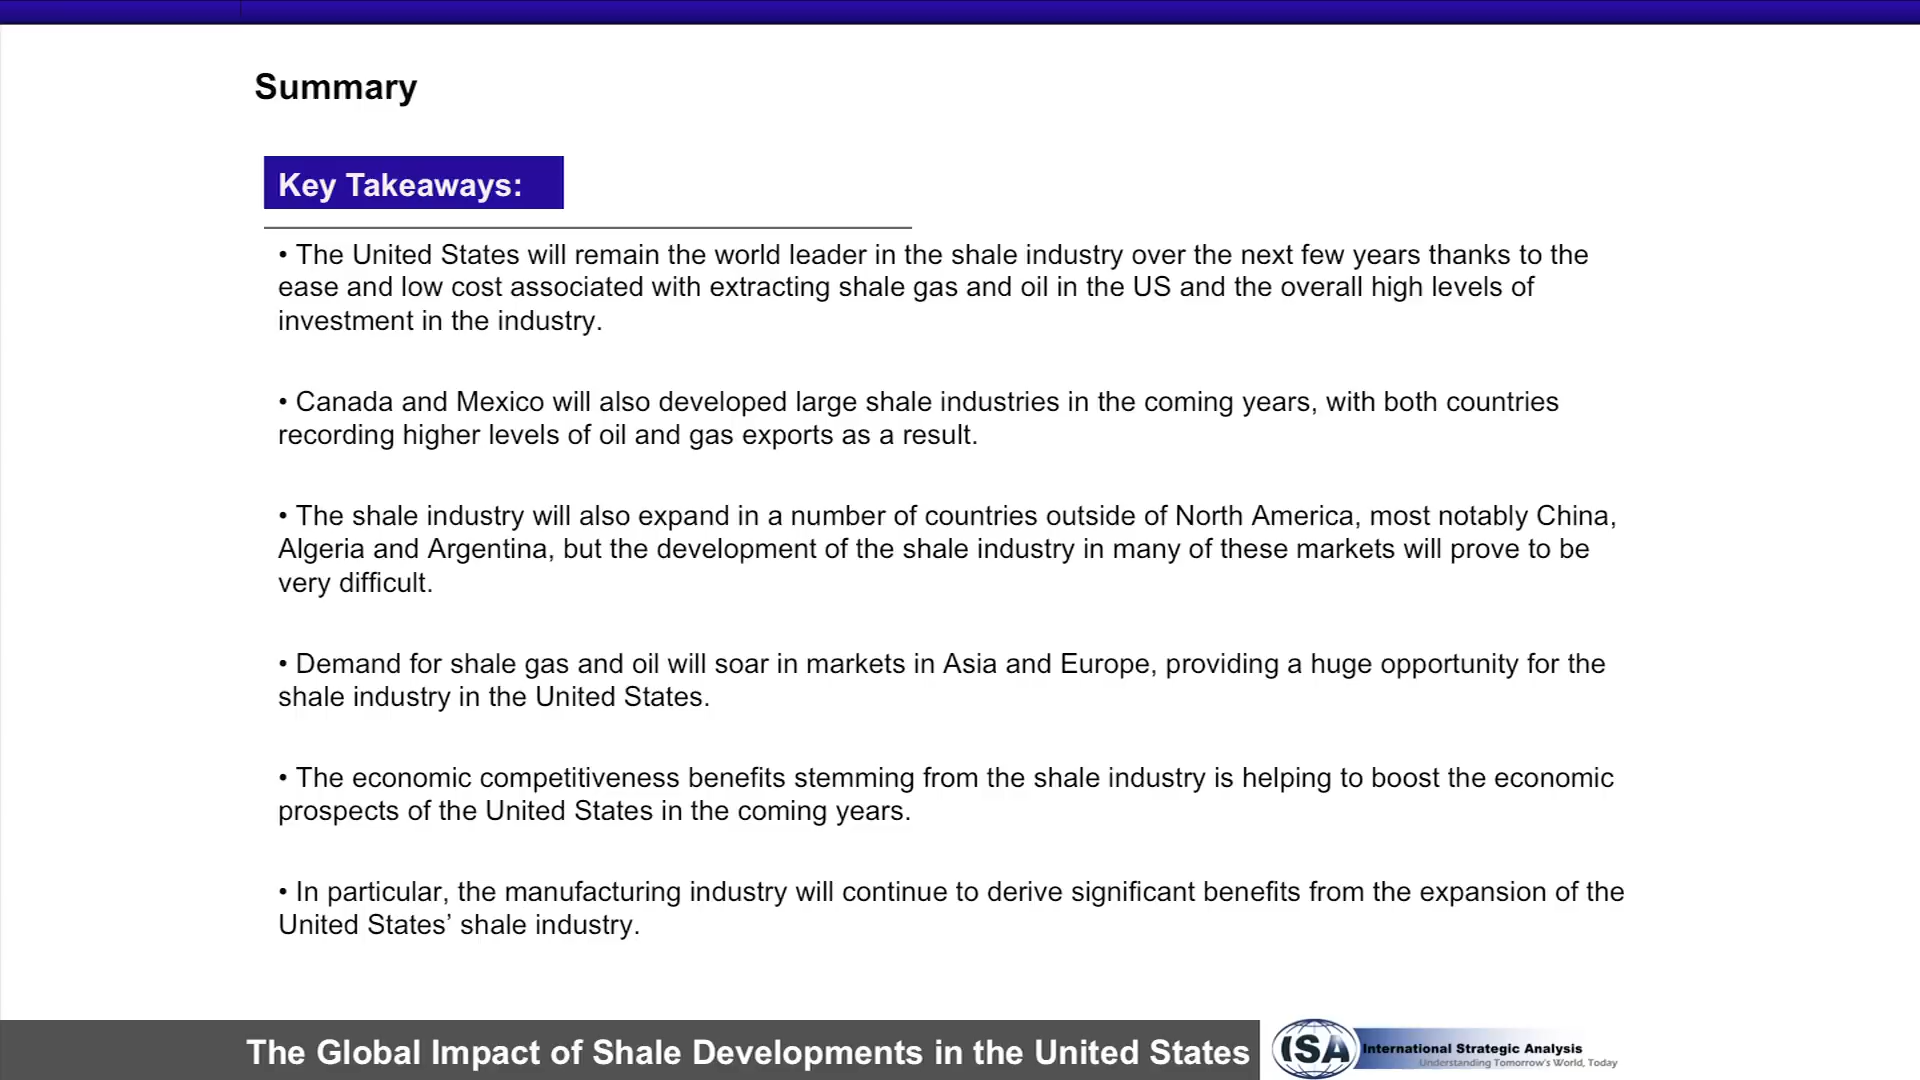 Summary
Key Takeaways:
• The United States will remain the world leader in the shale industry over the next few years thanks to the
ease and low cost associated with extracting shale gas and oil in the US and the overall high levels of
investment in the industry.
• Canada and Mexico will also developed large shale industries in the coming years, with both countries
recording higher levels of oil and gas exports as a result.
• The shale industry will also expand in a number of countries outside of North America, most notably China,
Algeria and Argentina, but the development of the shale industry in many of these markets will prove to be
very difficult.
• Demand for shale gas and oil will soar in markets in Asia and Europe, providing a huge opportunity for the
shale industry in the United States.
• The economic competitiveness benefits stemming from the shale industry is helping to boost the economic
prospects of the United States in the coming years.
• In particular, the manufacturing industry will continue to derive significant benefits from the expansion of the
United States’ shale industry.
The Global Impact of Shale Developments in the United States
ISA
International Strategic Analysis
Understanding Tomorrow's World, Today